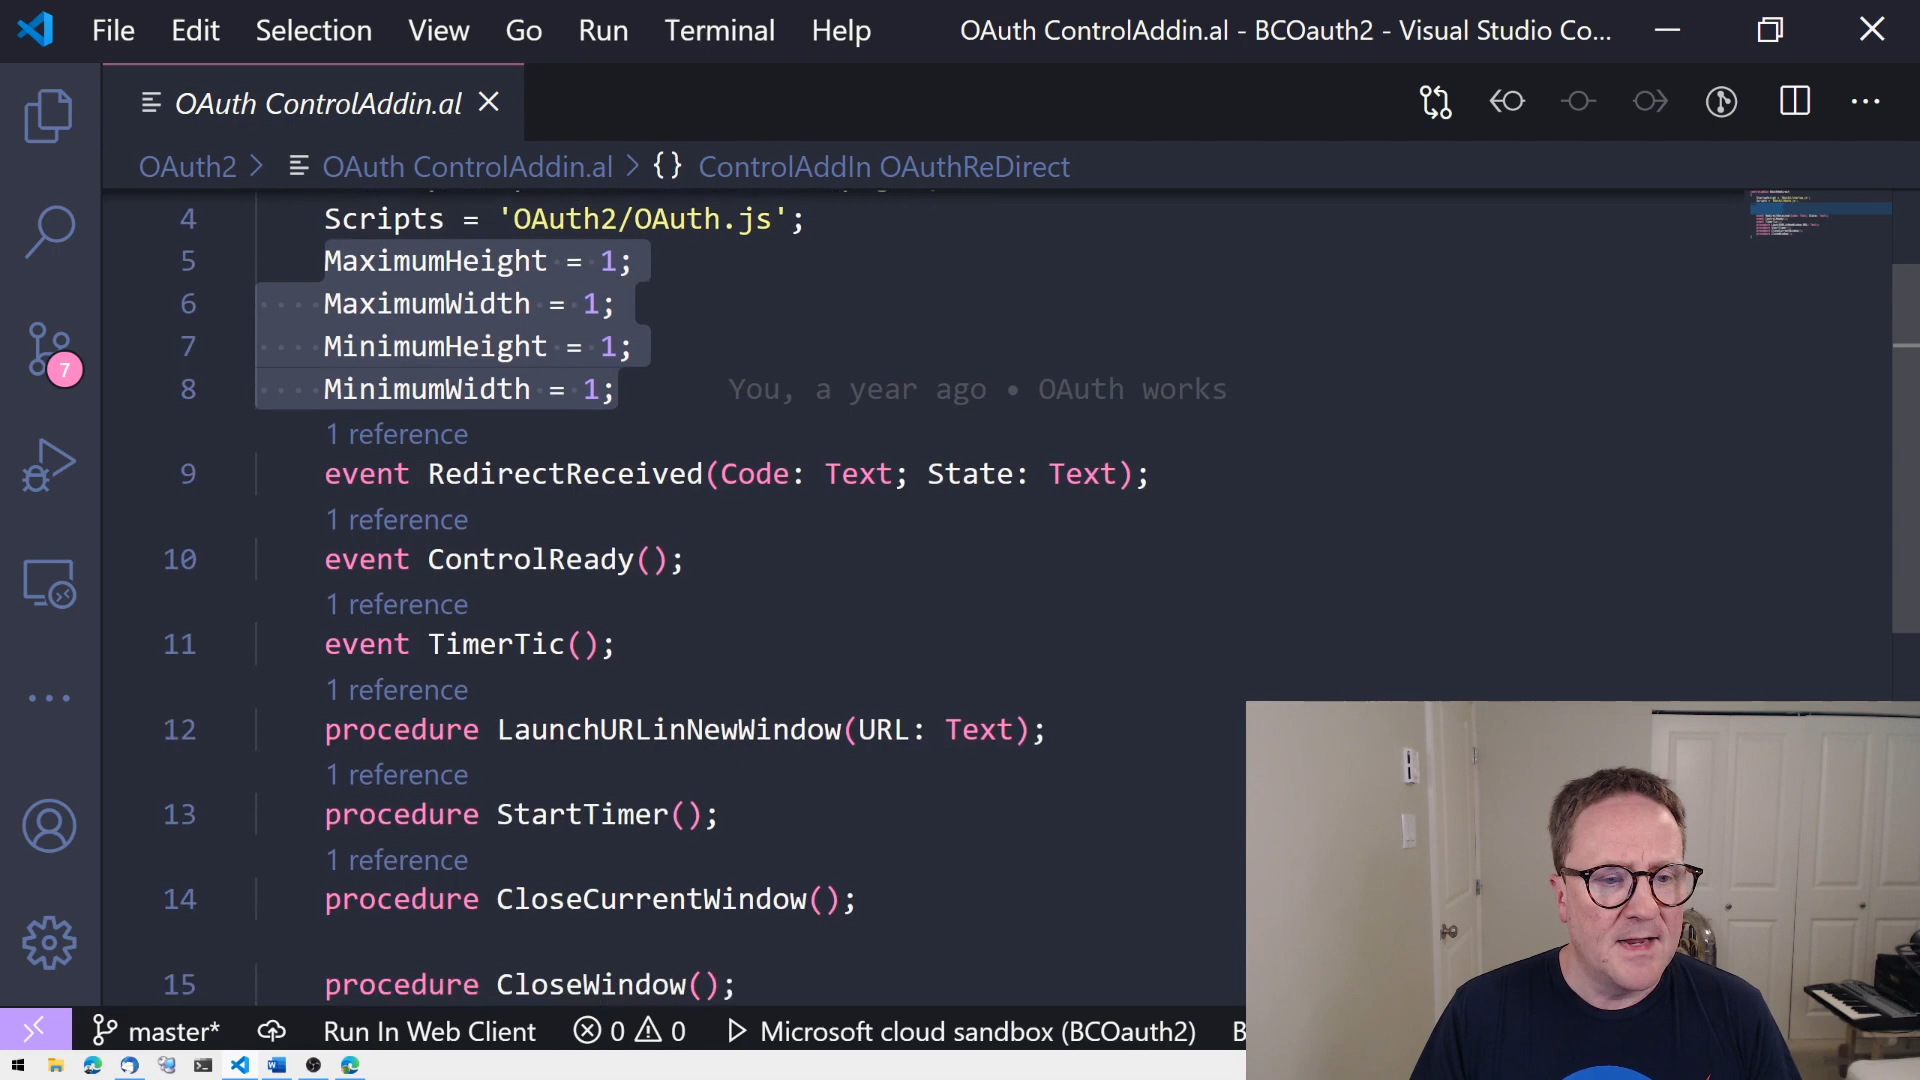 File Edit Selection View Go Run Terminal Help OAuth ControlAddin.al - BCOauth2 - Visual Studio Co...
OAuth ControlAddin.al
OAuth2 > OAuth ControlAddin.al > {} ControlAddIn OAuthReDirect
4 Scripts = 'OAuth2/OAuth.js';
5 MaximumHeight = 1;
6 MaximumWidth = 1;
7 MinimumHeight = 1;
8 MinimumWidth = 1; You, a year ago • OAuth works
1 reference
9 event RedirectReceived(Code: Text; State: Text);
1 reference
10 event ControlReady();
1 reference
11 event TimerTic();
1 reference
12 procedure LaunchURLinNewWindow(URL: Text);
1 reference
13 procedure StartTimer();
1 reference
14 procedure CloseCurrentWindow();
15 procedure CloseWindow();
7
master* Run In Web Client 0 0 Microsoft cloud sandbox (BCOauth2) B